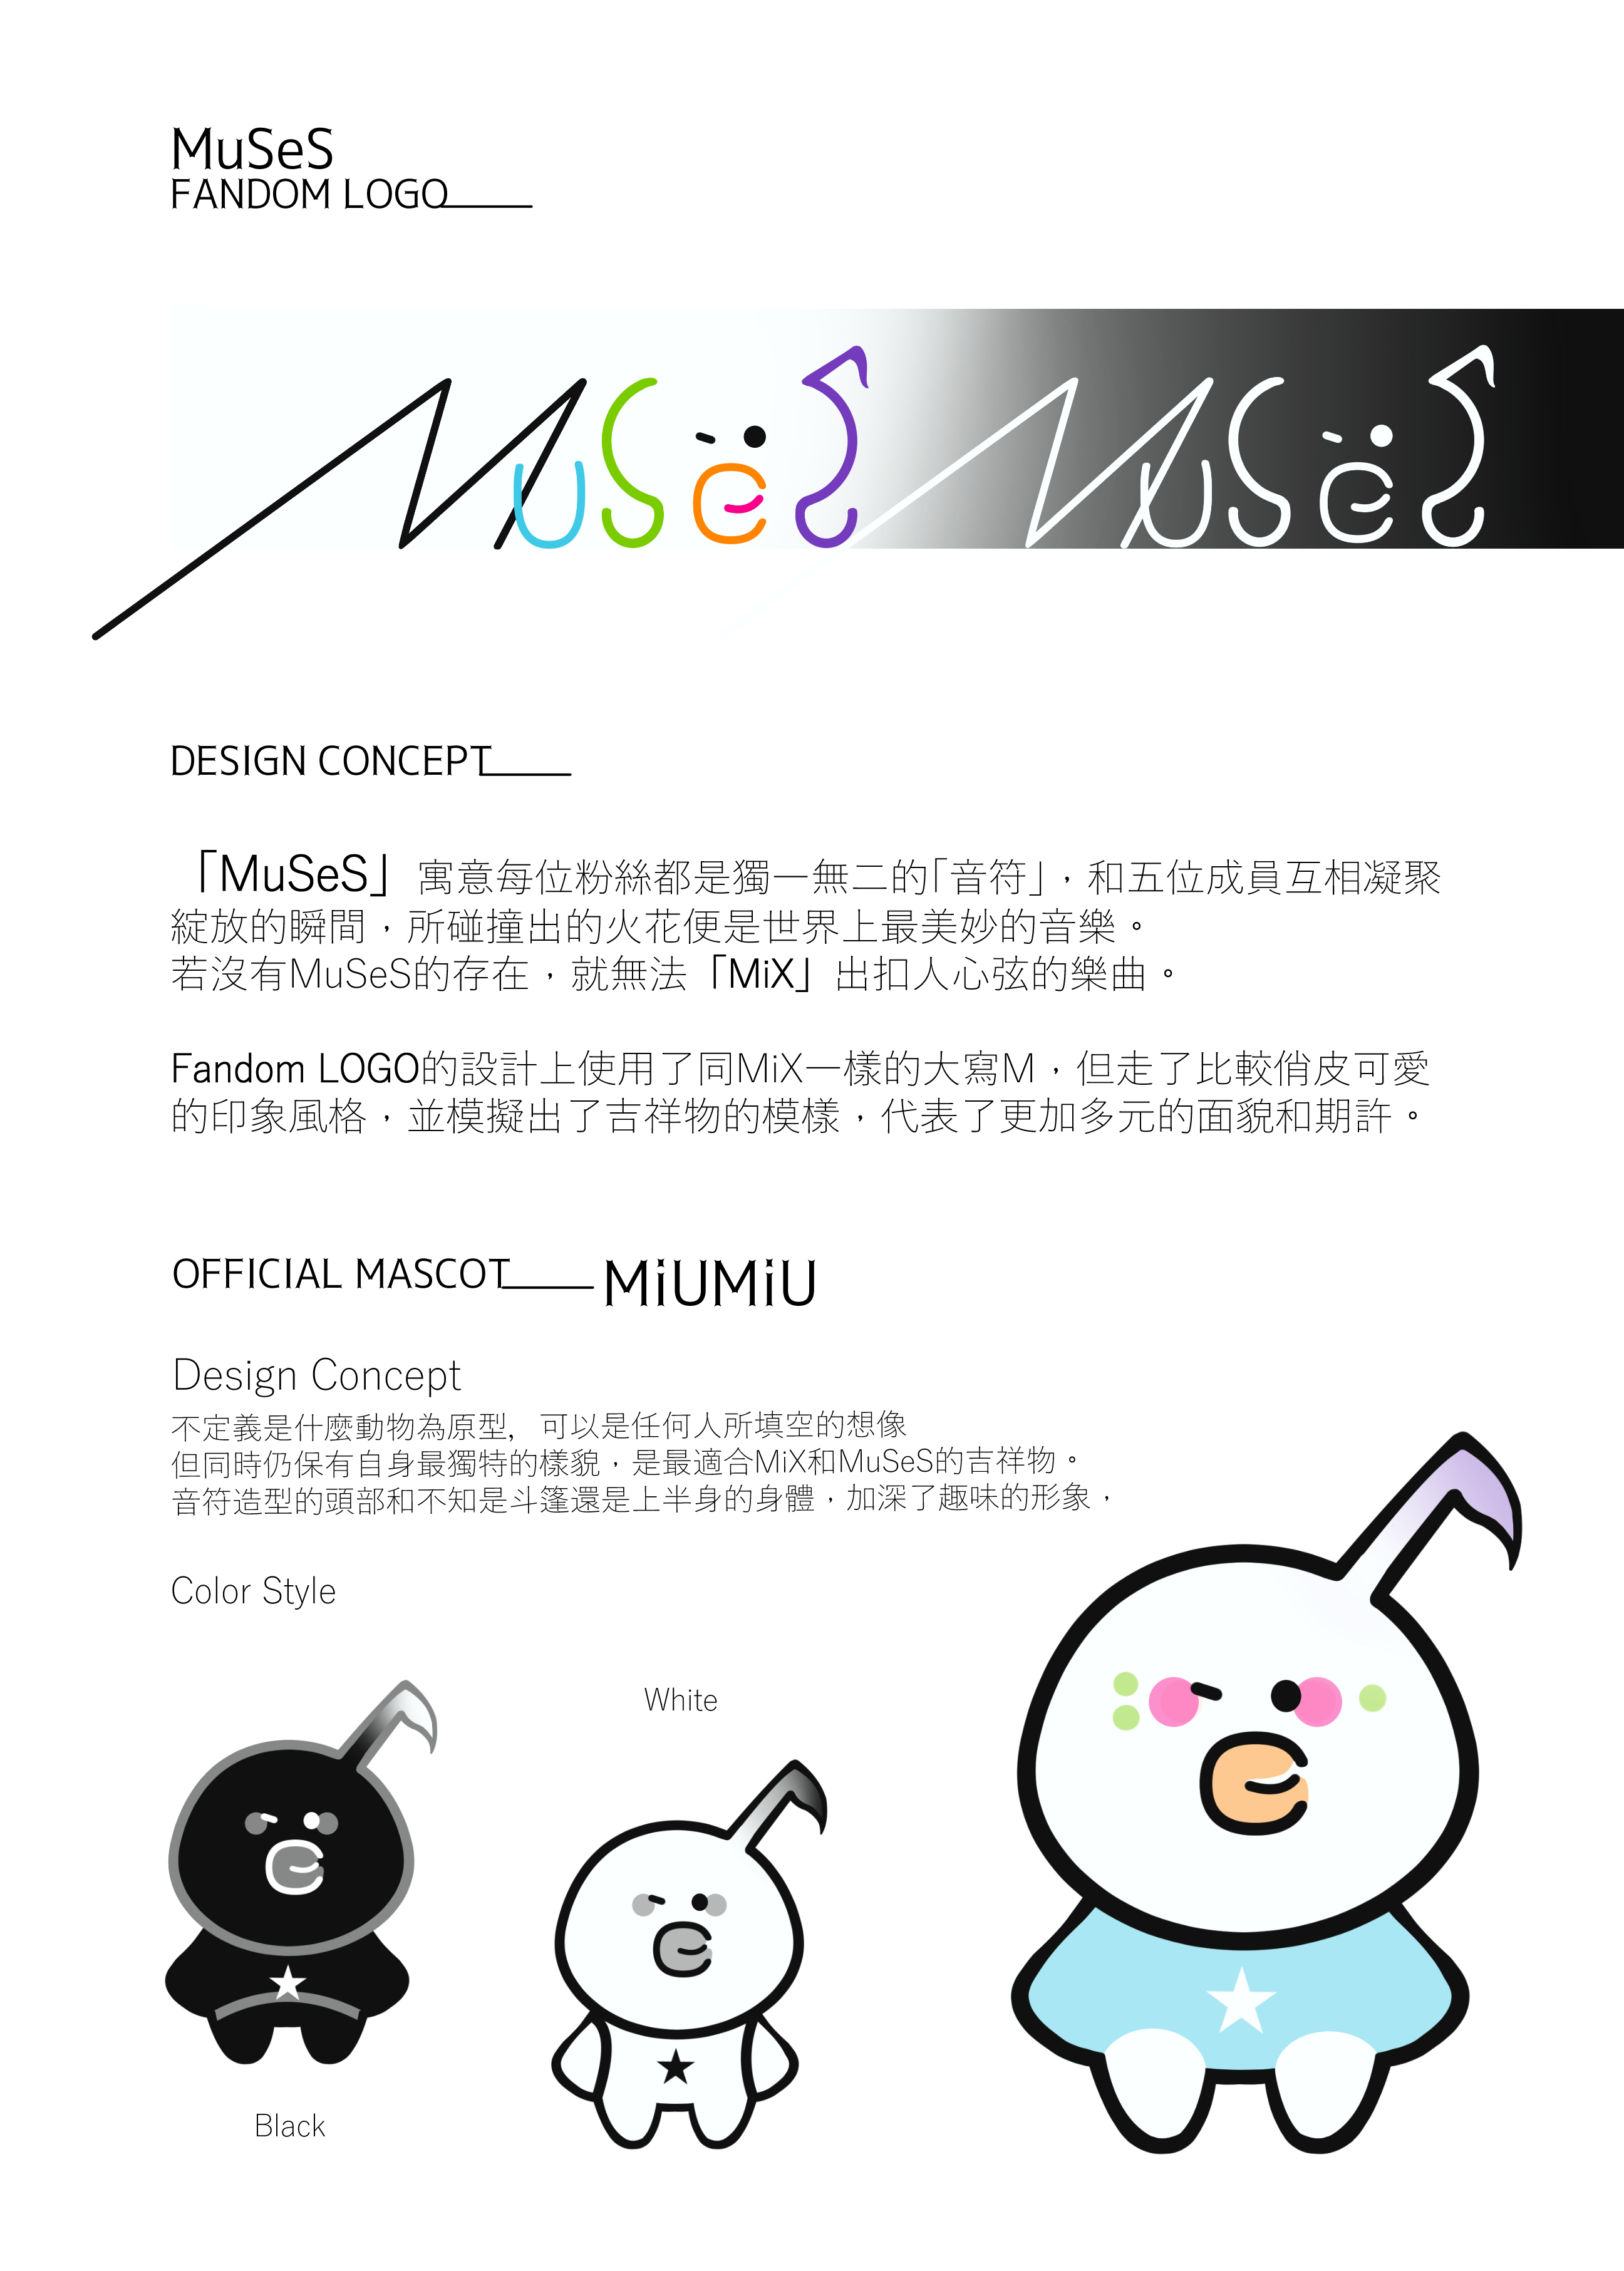 MuSeS
FANDOM LOGO
MuSeS MuSeS
DESIGN CONCEPT
「MuSeS」寓意每位粉絲都是獨一無二的「音符」，和五位成員互相凝聚
綻放的瞬間，所碰撞出的火花便是世界上最美妙的音樂。
若沒有MuSeS的存在，就無法「MiX」出扣人心弦的樂曲。
Fandom LOGO的設計上使用了同MiX一樣的大寫M，但走了比較俏皮可愛
的印象風格，並模擬出了吉祥物的模樣，代表了更加多元的面貌和期許。
OFFICIAL MASCOT MiUMiU
Design Concept
不定義是什麼動物為原型，可以是任何人所填空的想像
但同時仍保有自身最獨特的樣貌，是最適合MiX和MuSeS的吉祥物。
音符造型的頭部和不知是斗篷還是上半身的身體，加深了趣味的形象，
Color Style
White
Black